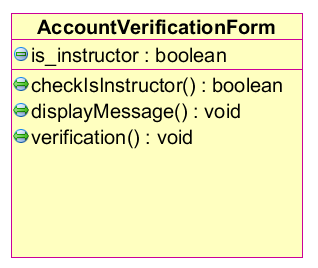 AccountVerificationForm
is_instructor : boolean
checkIsInstructor() : boolean
displayMessage() : void
verification() : void